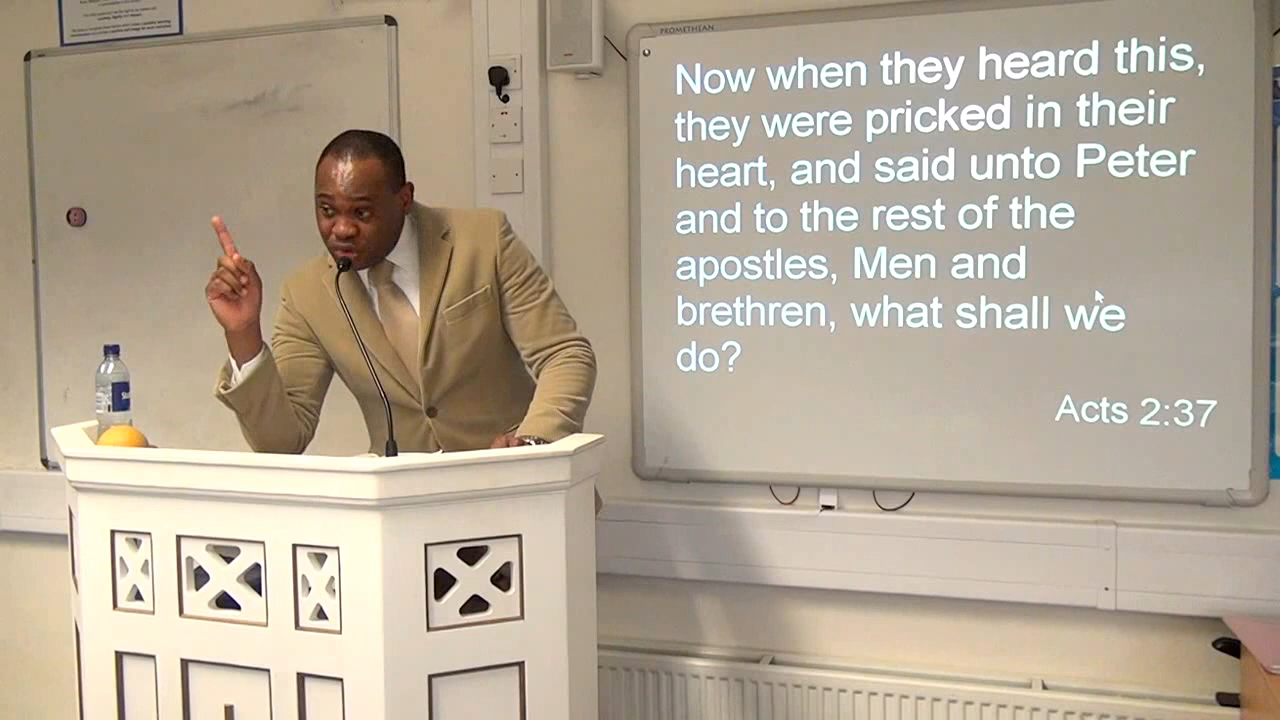 PROMETHEAN
Now when they heard this,
they were pricked in their
heart, and said unto Peter
and to the rest of the
apostles, Men and
brethren, what shall we
do?
Acts 2:37